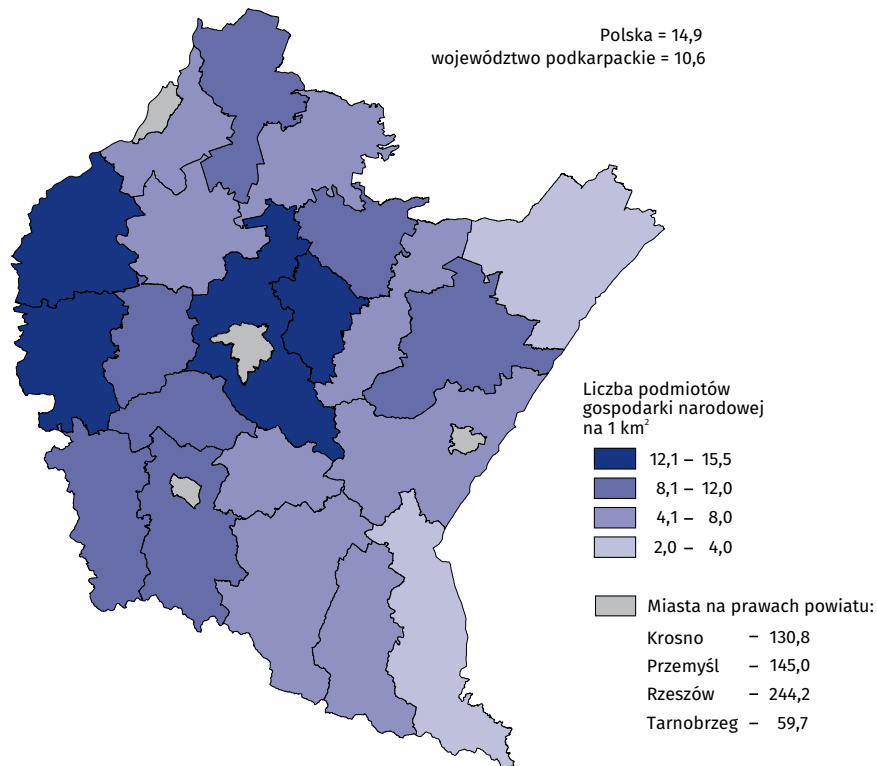 Polska = 14,9
województwo podkarpackie = 10,6
Liczba podmiotów
gospodarki narodowej
na 1 km²
12,1 – 15,5
8,1 – 12,0
4,1 – 8,0
2,0 – 4,0
Miasta na prawach powiatu:
Krosno – 130,8
Przemyśl – 145,0
Rzeszów – 244,2
Tarnobrzeg – 59,7